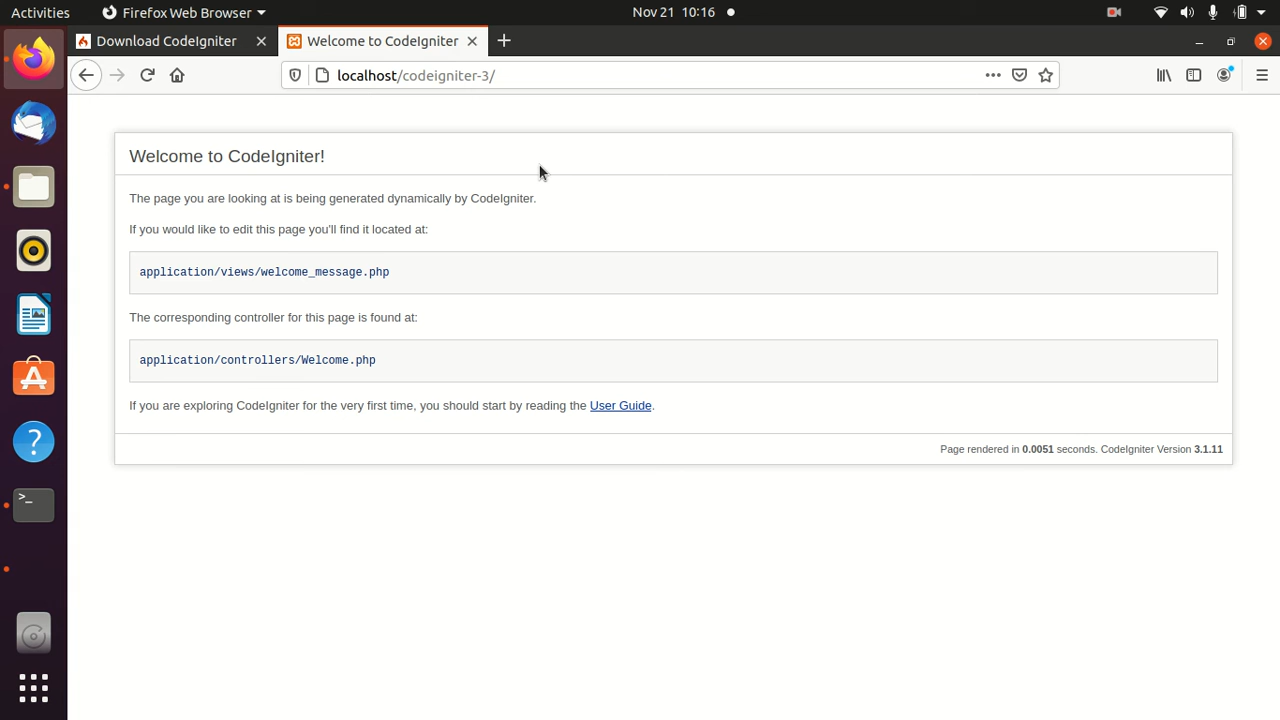 Activities
Firefox Web Browser
Nov 21 10:16
Download CodeIgniter
Welcome to CodeIgniter
localhost/codeigniter-3/
Welcome to CodeIgniter!
The page you are looking at is being generated dynamically by CodeIgniter.
If you would like to edit this page you'll find it located at:
application/views/welcome_message.php
The corresponding controller for this page is found at:
application/controllers/Welcome.php
If you are exploring CodeIgniter for the very first time, you should start by reading the User Guide.
Page rendered in 0.0051 seconds. CodeIgniter Version 3.1.11